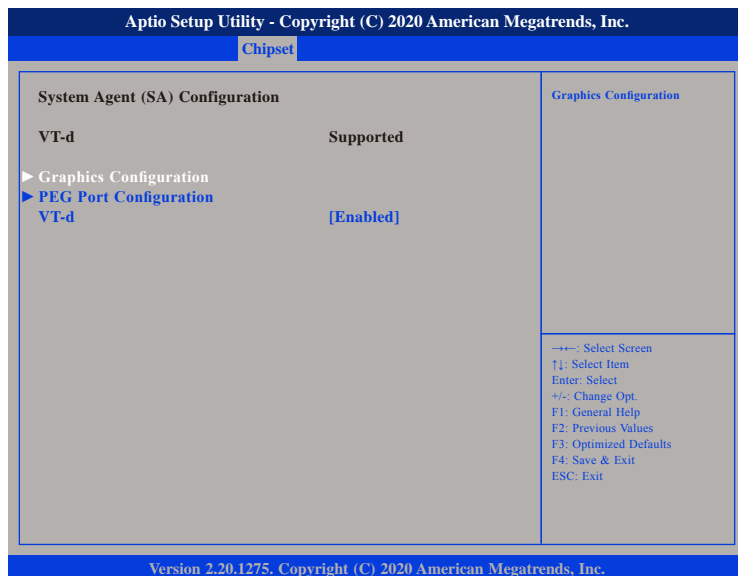 Aptio Setup Utility - Copyright (C) 2020 American Megatrends, Inc.
Chipset
System Agent (SA) Configuration
VT-d Supported
► Graphics Configuration
► PEG Port Configuration
VT-d [Enabled]
Graphics Configuration
→←: Select Screen
↑↓: Select Item
Enter: Select
+/-: Change Opt.
F1: General Help
F2: Previous Values
F3: Optimized Defaults
F4: Save & Exit
ESC: Exit
Version 2.20.1275. Copyright (C) 2020 American Megatrends, Inc.